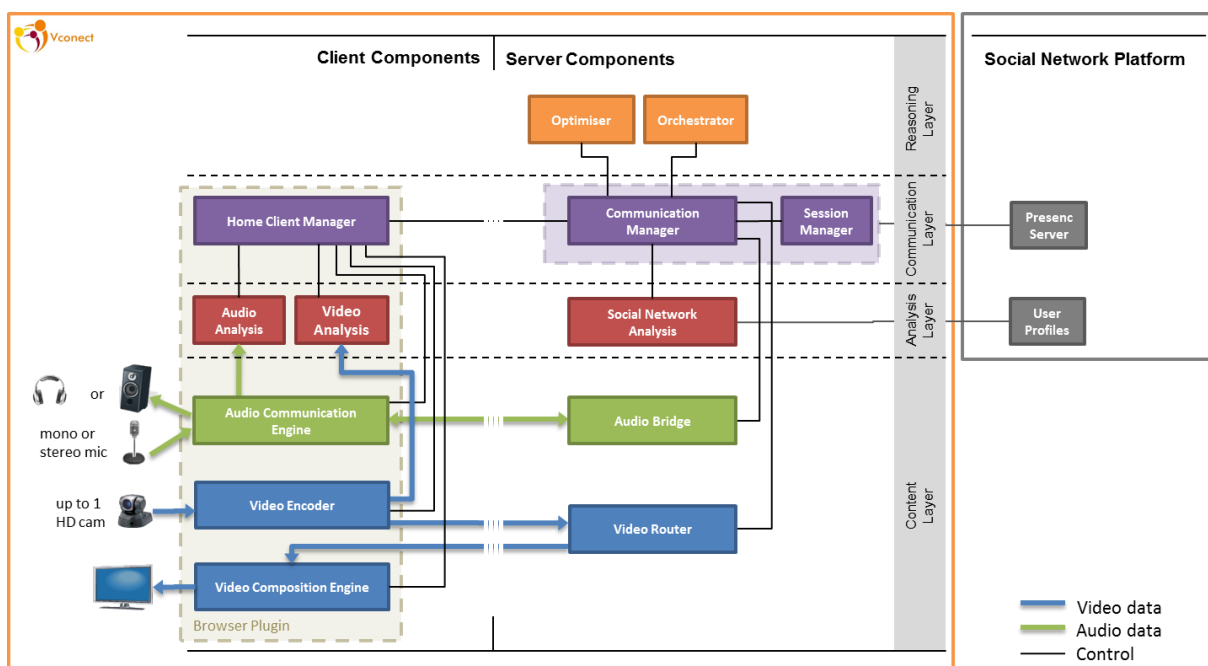 Vconect
Client Components
Server Components
Social Network Platform
Optimiser
Orchestrator
Reasoning
Layer
Home Client Manager
Communication
Manager
Session
Manager
Communication
Layer
Presenc
Server
Audio
Analysis
Video
Analysis
Social Network
Analysis
Analysis
Layer
User
Profiles
or
mono or
stereo mic
Audio Communication
Engine
Audio Bridge
up to 1
HD cam
Video Encoder
Video Router
Content
Layer
Video Composition Engine
Browser Plugin
Video data
Audio data
Control